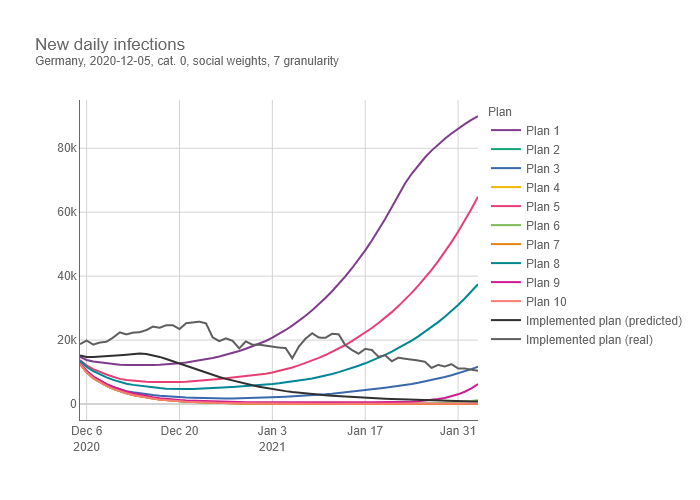 New daily infections
Germany, 2020-12-05, cat. 0, social weights, 7 granularity
Plan
Plan 1
Plan 2
Plan 3
Plan 4
Plan 5
Plan 6
Plan 7
Plan 8
Plan 9
Plan 10
Implemented plan (predicted)
Implemented plan (real)
80k
60k
40k
20k
0
Dec 6
2020
Dec 20
Jan 3
2021
Jan 17
Jan 31